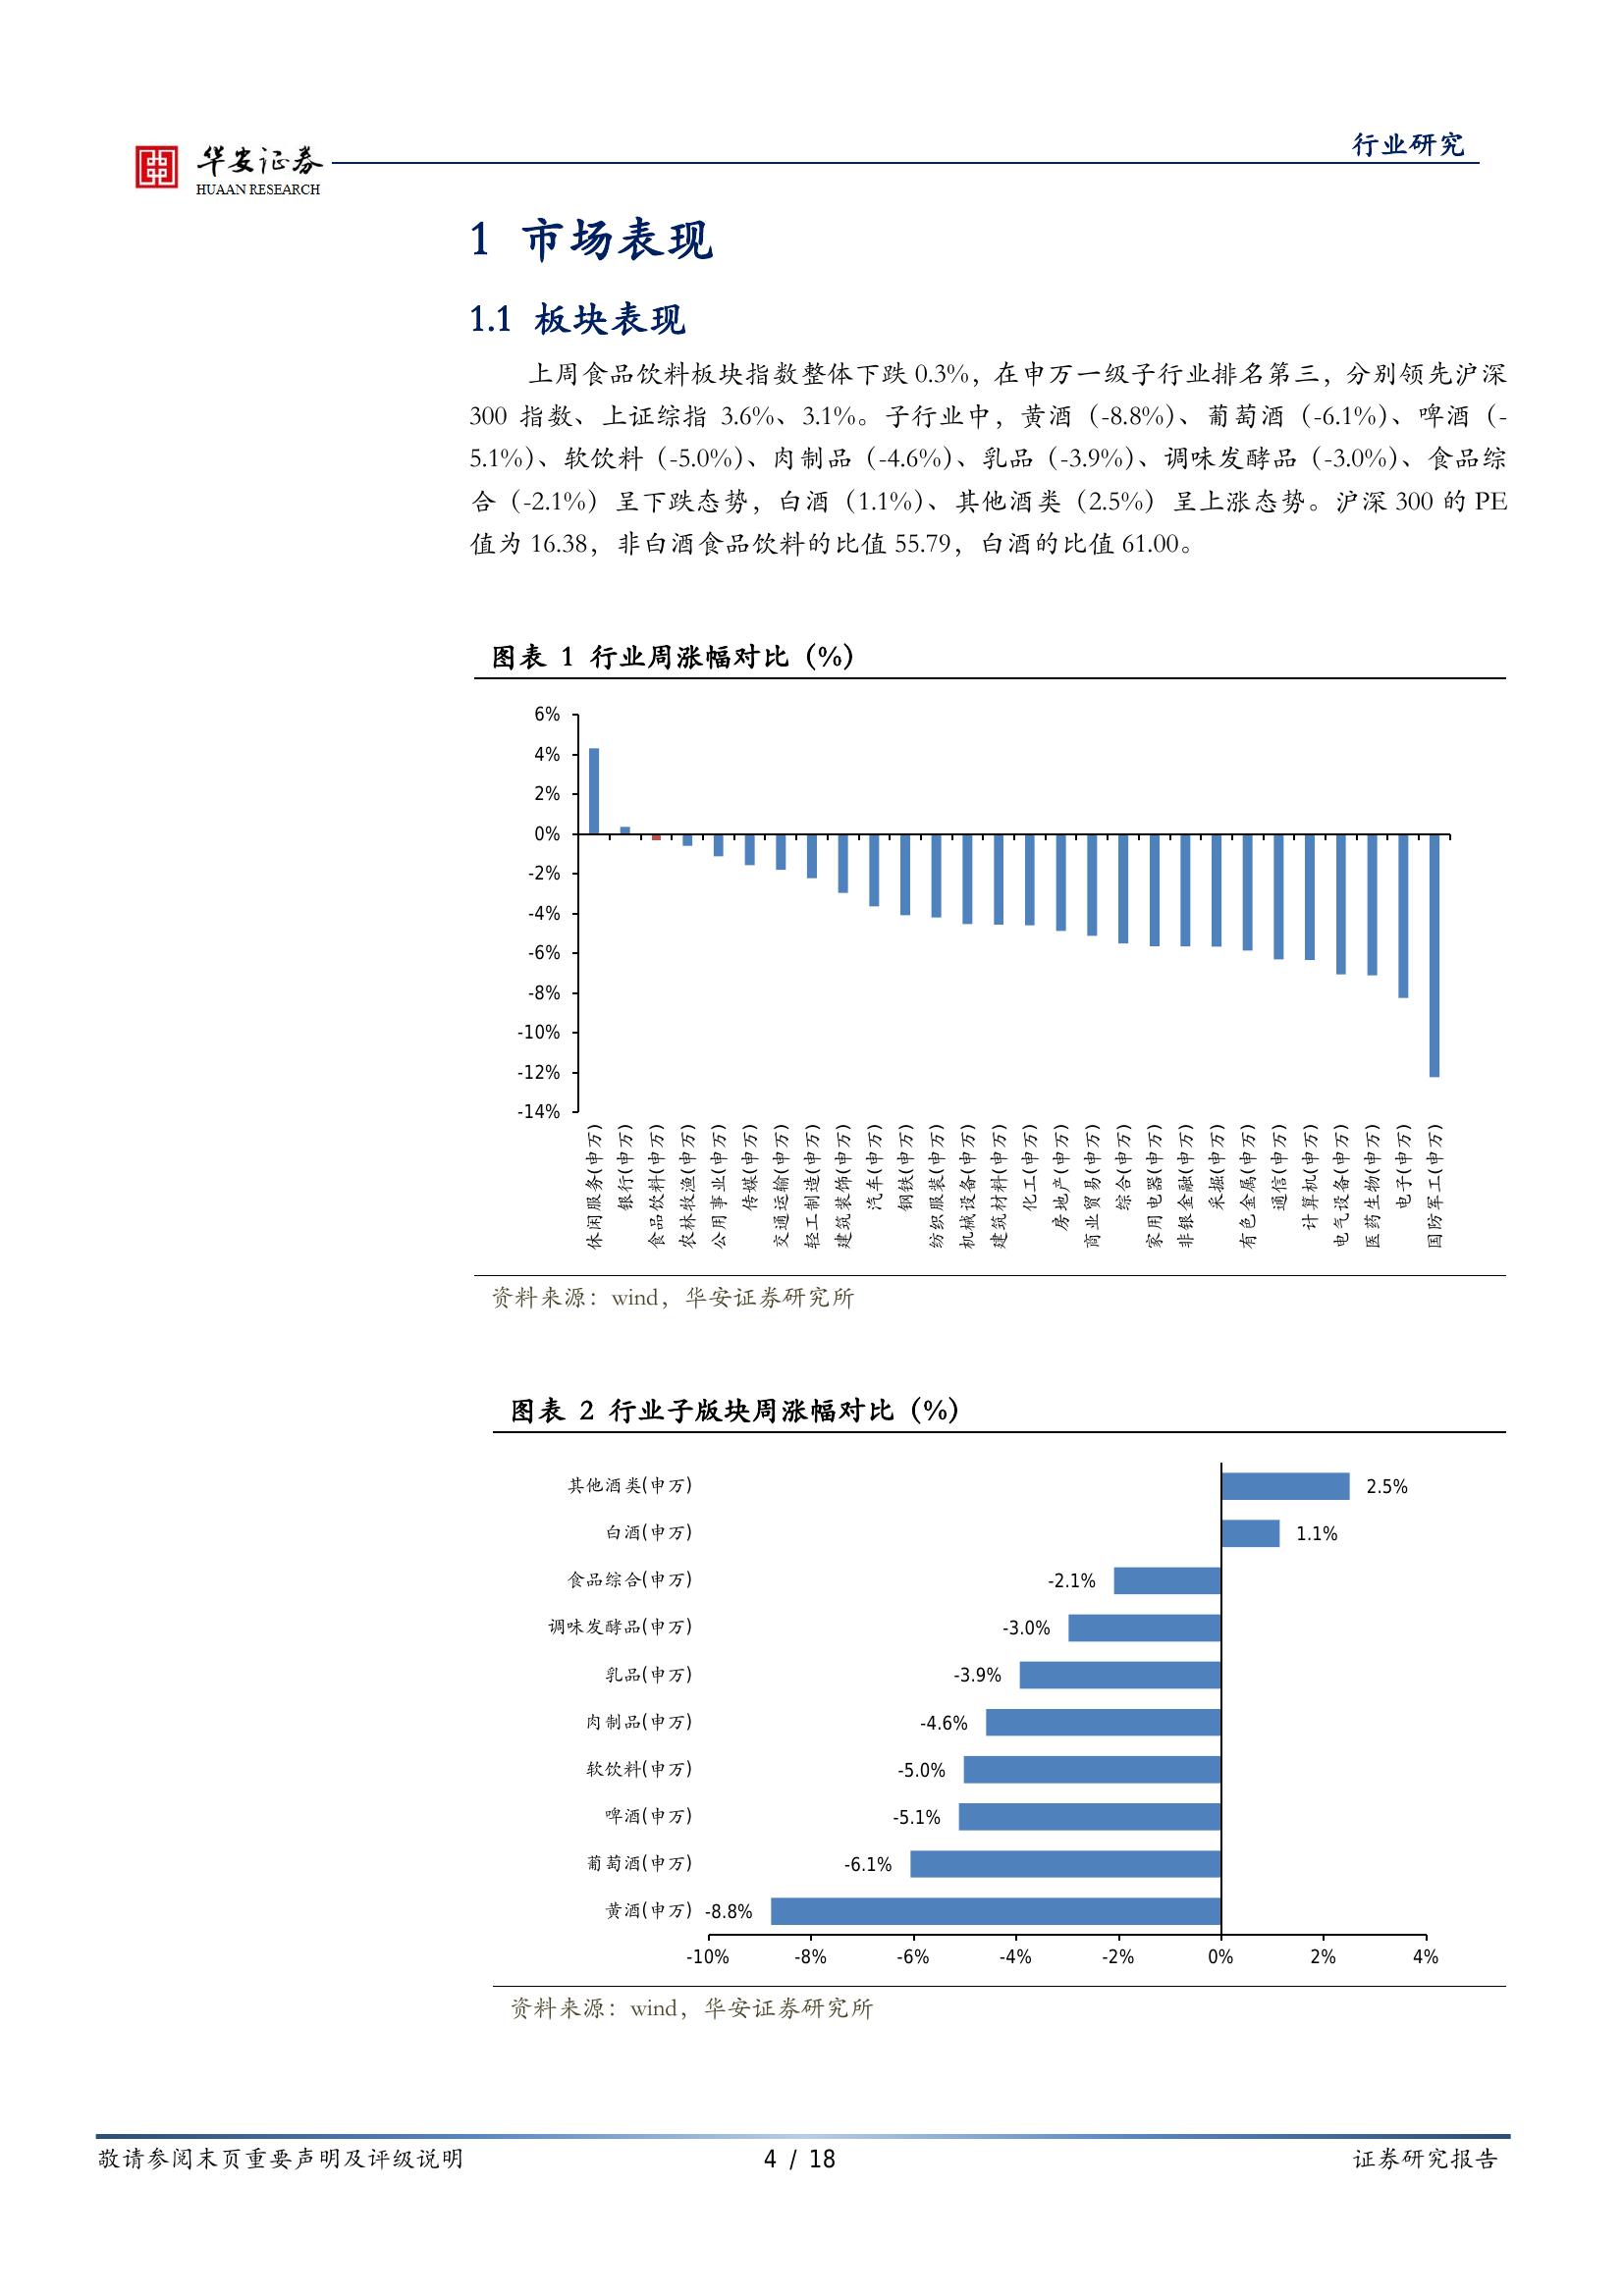 行业研究
华安证券
HUAAN RESEARCH
1 市场表现
1.1 板块表现
上周食品饮料板块指数整体下跌 0.3%，在申万一级子行业排名第三，分别领先沪深
300 指数、上证综指 3.6%、3.1%。子行业中，黄酒（-8.8%）、葡萄酒（-6.1%）、啤酒（-
5.1%）、软饮料（-5.0%）、肉制品（-4.6%）、乳品（-3.9%）、调味发酵品（-3.0%）、食品综
合（-2.1%）呈下跌态势，白酒（1.1%）、其他酒类（2.5%）呈上涨态势。沪深 300 的 PE
值为 16.38，非白酒食品饮料的比值 55.79，白酒的比值 61.00。
图表 1 行业周涨幅对比（%）
6%
4%
2%
0%
-2%
-4%
-6%
-8%
-10%
-12%
-14%
休闲服务(申万)
银行(申万)
食品饮料(申万)
农林牧渔(申万)
公用事业(申万)
传媒(申万)
交通运输(申万)
轻工制造(申万)
建筑装饰(申万)
汽车(申万)
钢铁(申万)
纺织服装(申万)
机械设备(申万)
建筑材料(申万)
化工(申万)
房地产(申万)
商业贸易(申万)
综合(申万)
家用电器(申万)
非银金融(申万)
采掘(申万)
有色金属(申万)
通信(申万)
计算机(申万)
电气设备(申万)
医药生物(申万)
电子(申万)
国防军工(申万)
资料来源：wind，华安证券研究所
图表 2 行业子版块周涨幅对比（%）
其他酒类(申万) 2.5%
白酒(申万) 1.1%
食品综合(申万) -2.1%
调味发酵品(申万) -3.0%
乳品(申万) -3.9%
肉制品(申万) -4.6%
软饮料(申万) -5.0%
啤酒(申万) -5.1%
葡萄酒(申万) -6.1%
黄酒(申万) -8.8%
-10% -8% -6% -4% -2% 0% 2% 4%
资料来源：wind，华安证券研究所
敬请参阅末页重要声明及评级说明 4 / 18 证券研究报告